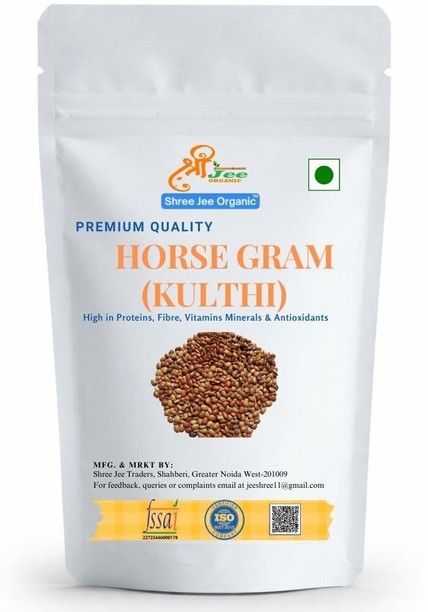 श्री Jee
ORGANIC
Shree Jee Organic™
PREMIUM QUALITY
HORSE GRAM
(KULTHI)
High in Proteins, Fibre, Vitamins Minerals & Antioxidants
MFG. & MRKT BY:
Shree Jee Traders, Shahberi, Greater Noida West-201009
For feedback, queries or complaints email at jeeshree11@gmail.com
fssai
22723446000178
ISO